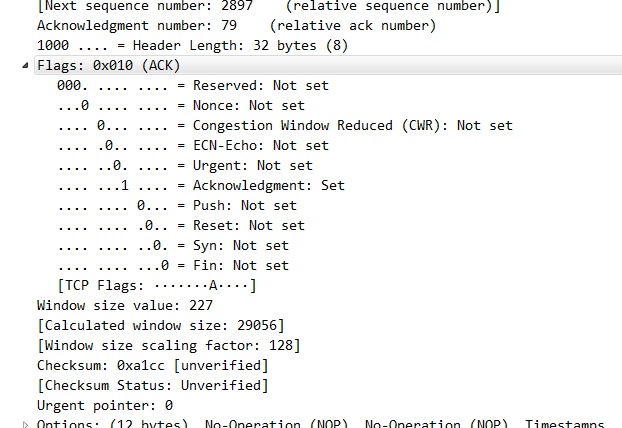 [Next sequence number: 2897    (relative sequence number)]
Acknowledgment number: 79    (relative ack number)
1000 .... = Header Length: 32 bytes (8)
Flags: 0x010 (ACK)
000. .... .... = Reserved: Not set
...0 .... .... = Nonce: Not set
.... 0... .... = Congestion Window Reduced (CWR): Not set
.... .0.. .... = ECN-Echo: Not set
.... ..0. .... = Urgent: Not set
.... ...1 .... = Acknowledgment: Set
.... .... 0... = Push: Not set
.... .... .0.. = Reset: Not set
.... .... ..0. = Syn: Not set
.... .... ...0 = Fin: Not set
[TCP Flags: ·······A····]
Window size value: 227
[Calculated window size: 29056]
[Window size scaling factor: 128]
Checksum: 0xa1cc [unverified]
[Checksum Status: Unverified]
Urgent pointer: 0
Options: (12 bytes), No-Operation (NOP), No-Operation (NOP), Timestamps